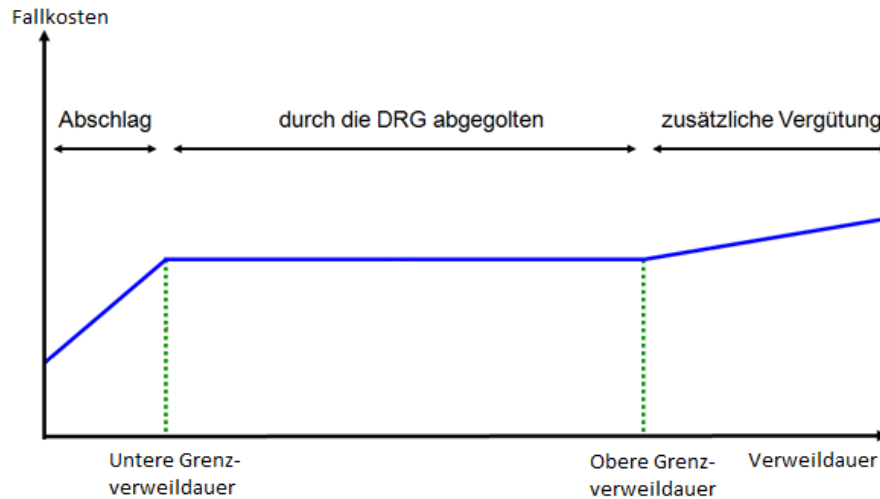 Fallkosten
Abschlag
durch die DRG abgegolten
zusätzliche Vergütung
Untere Grenz-
verweildauer
Obere Grenz-
verweildauer
Verweildauer